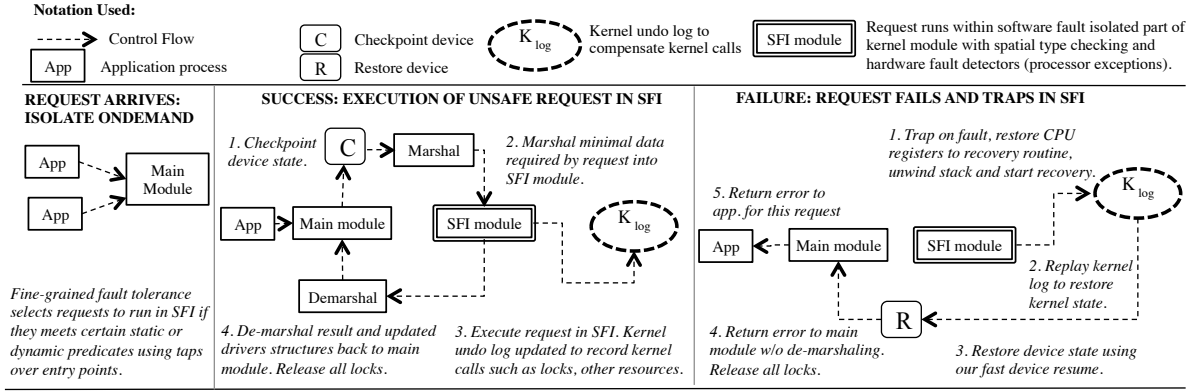 Notation Used:
Control Flow
App
Application process
C
Checkpoint device
R
Restore device
K log
Kernel undo log to
compensate kernel calls
SFI module
Request runs within software fault isolated part of
kernel module with spatial type checking and
hardware fault detectors (processor exceptions).
REQUEST ARRIVES:
ISOLATE ONDEMAND
App
App
Main
Module
Fine-grained fault tolerance
selects requests to run in SFI if
they meets certain static or
dynamic predicates using taps
over entry points.
SUCCESS: EXECUTION OF UNSAFE REQUEST IN SFI
1. Checkpoint
device state.
C
Marshal
2. Marshal minimal data
required by request into
SFI module.
App
Main module
SFI module
K log
Demarshal
4. De-marshal result and updated
drivers structures back to main
module. Release all locks.
3. Execute request in SFI. Kernel
undo log updated to record kernel
calls such as locks, other resources.
FAILURE: REQUEST FAILS AND TRAPS IN SFI
1. Trap on fault, restore CPU
registers to recovery routine,
unwind stack and start recovery.
K log
5. Return error to
app. for this request
App
Main module
SFI module
2. Replay kernel
log to restore
kernel state.
R
4. Return error to main
module w/o de-marshaling.
Release all locks.
3. Restore device state using
our fast device resume.